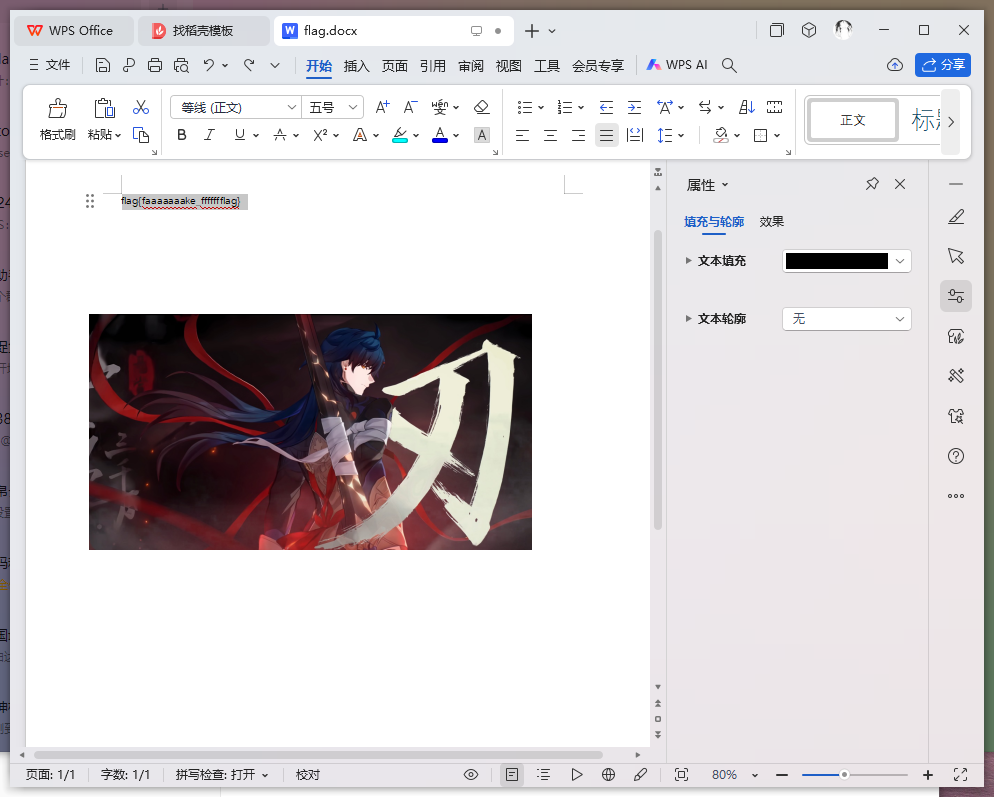 WPS Office 找稻壳模板 flag.docx
文件 开始 插入 页面 引用 审阅 视图 工具 会员专享 WPS AI 分享
等线 (正文) 五号
格式刷 粘贴 正文
属性
flag{faaaaaaake_fffffflag}
填充与轮廓 效果
文本填充
文本轮廓 无
刃
页面: 1/1 字数: 1/1 拼写检查: 打开 校对 80%